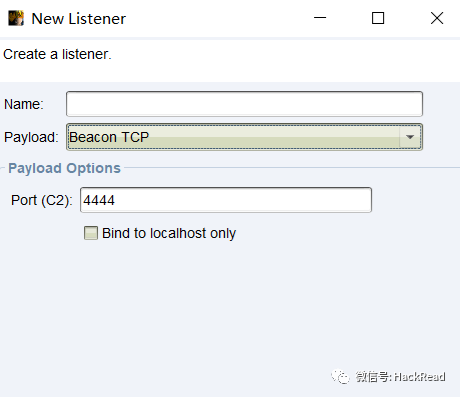 New Listener
Create a listener.
Name:
Payload: Beacon TCP
Payload Options
Port (C2): 4444
Bind to localhost only
微信号: HackRead